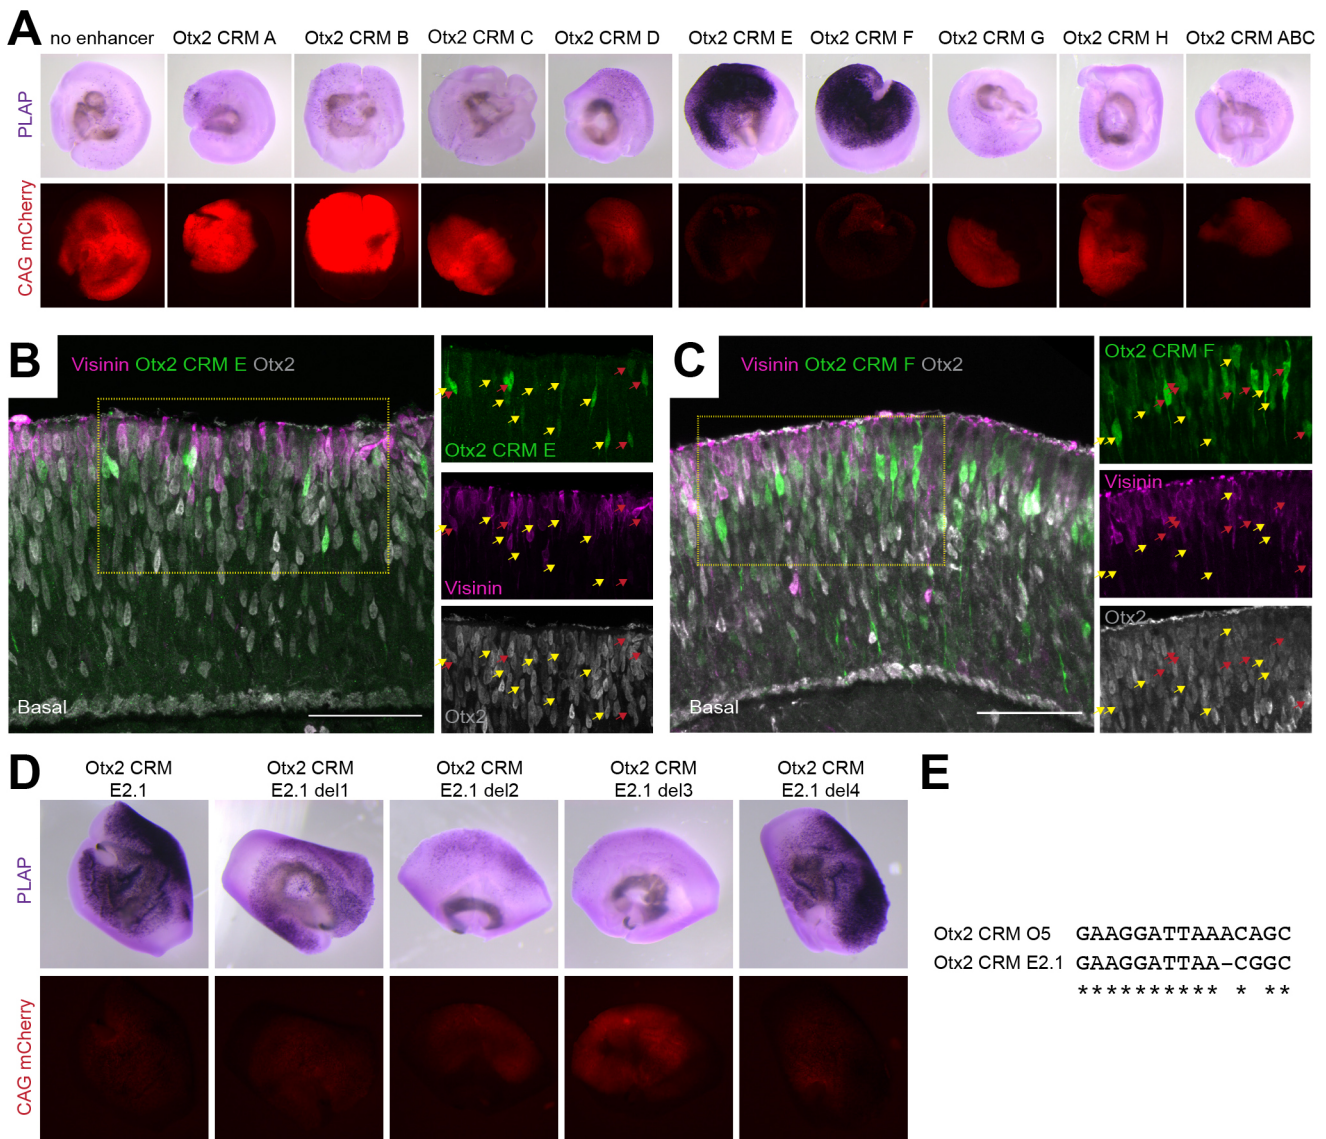 A
no enhancer Otx2 CRM A Otx2 CRM B Otx2 CRM C Otx2 CRM D Otx2 CRM E Otx2 CRM F Otx2 CRM G Otx2 CRM H Otx2 CRM ABC
PLAP
CAG mCherry
B
Visinin Otx2 CRM E Otx2
Basal
Otx2 CRM E
Visinin
Otx2
C
Visinin Otx2 CRM F Otx2
Basal
Otx2 CRM F
Visinin
Otx2
D
Otx2 CRM
E2.1
Otx2 CRM
E2.1 del1
Otx2 CRM
E2.1 del2
Otx2 CRM
E2.1 del3
Otx2 CRM
E2.1 del4
PLAP
CAG mCherry
E
Otx2 CRM O5 GAAGGATTAAACAGC
Otx2 CRM E2.1 GAAGGATTAA-CGGC
********** * **